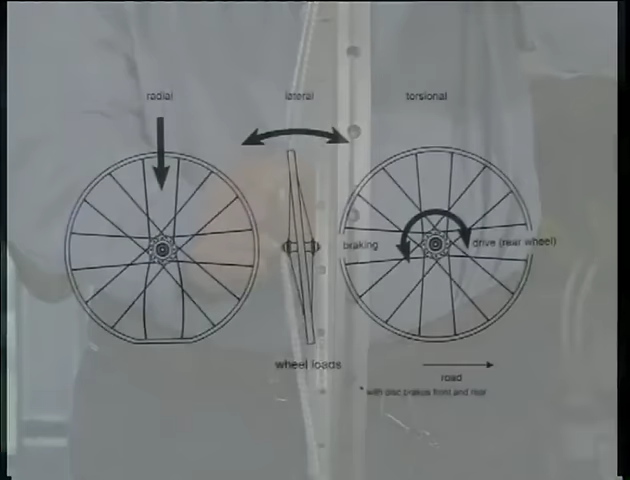 radial
lateral
torsional
braking
drive (rear wheel)
wheel loads
road
* with disc brakes front and rear